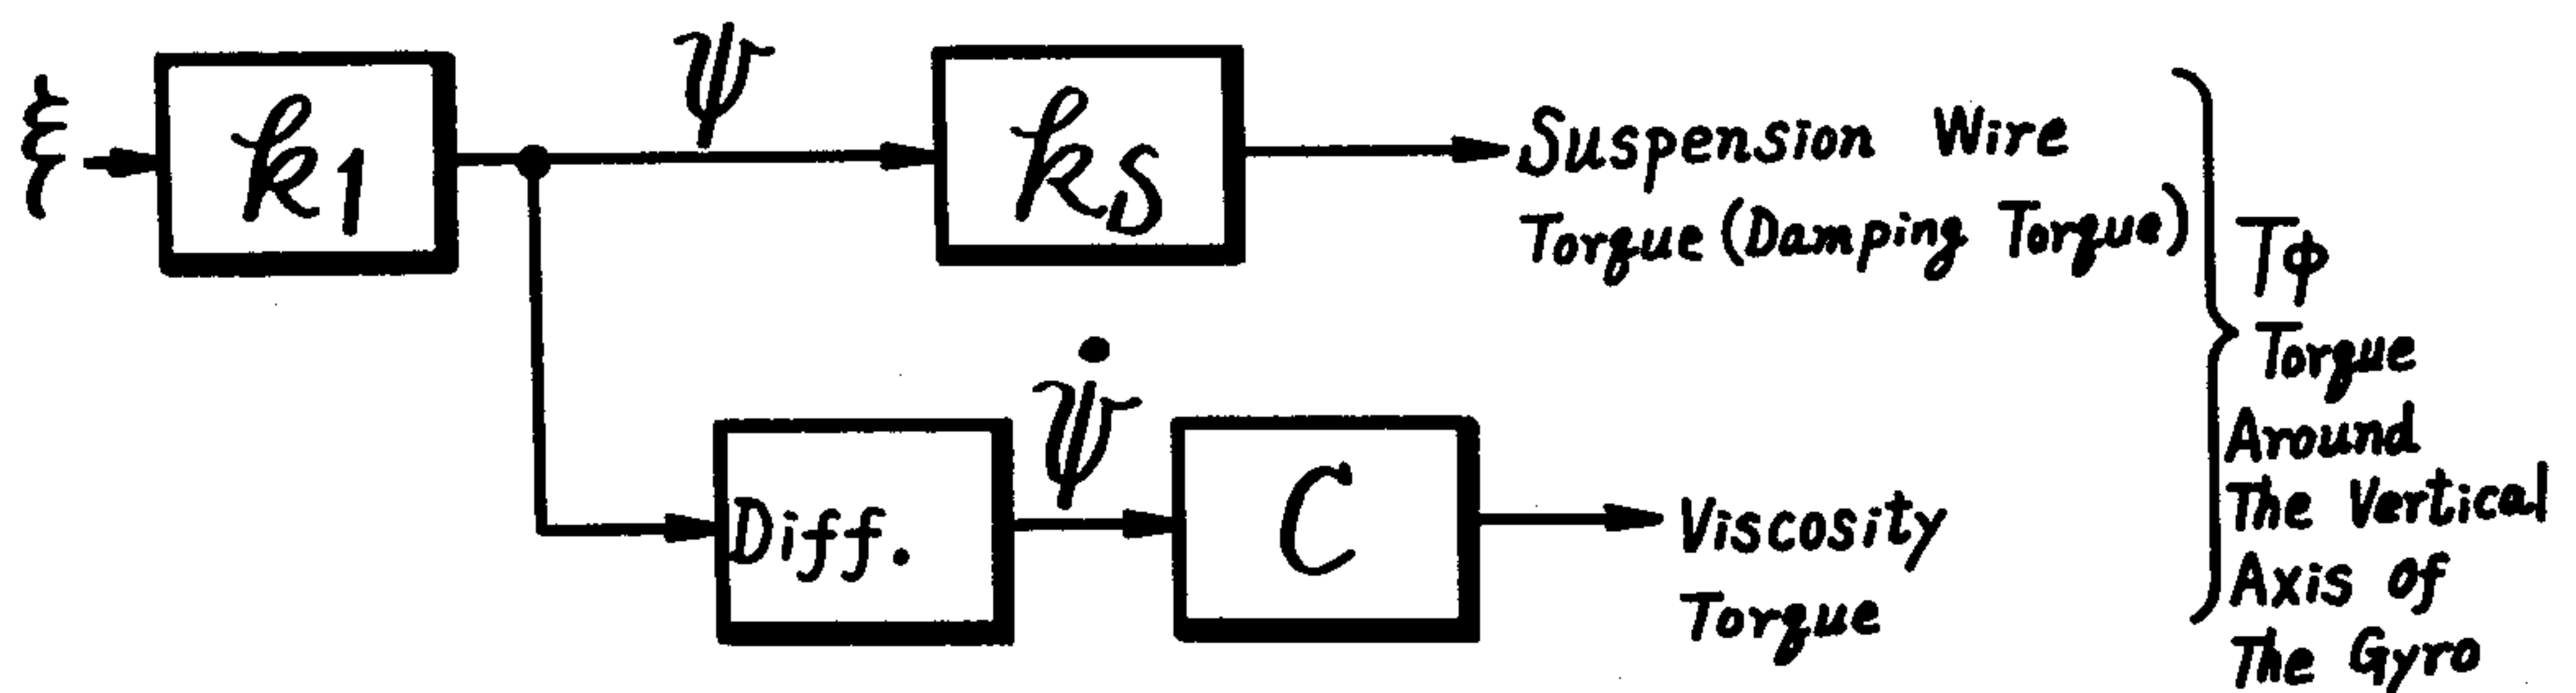 ξ
k1
ψ
kS
Suspension Wire
Torque (Damping Torque)
Diff.
ψ̇
C
Viscosity
Torque
Tφ
Torque
Around
The Vertical
Axis of
The Gyro